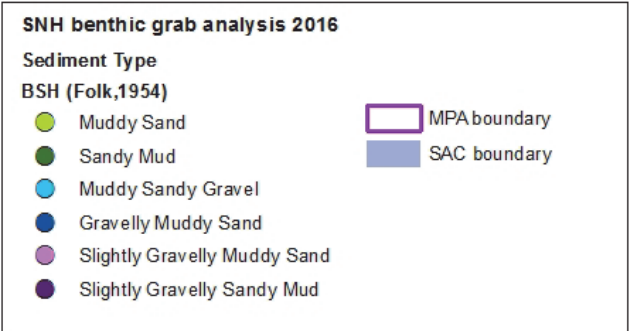 SNH benthic grab analysis 2016
Sediment Type
BSH (Folk,1954)
Muddy Sand
Sandy Mud
Muddy Sandy Gravel
Gravelly Muddy Sand
Slightly Gravelly Muddy Sand
Slightly Gravelly Sandy Mud
MPA boundary
SAC boundary